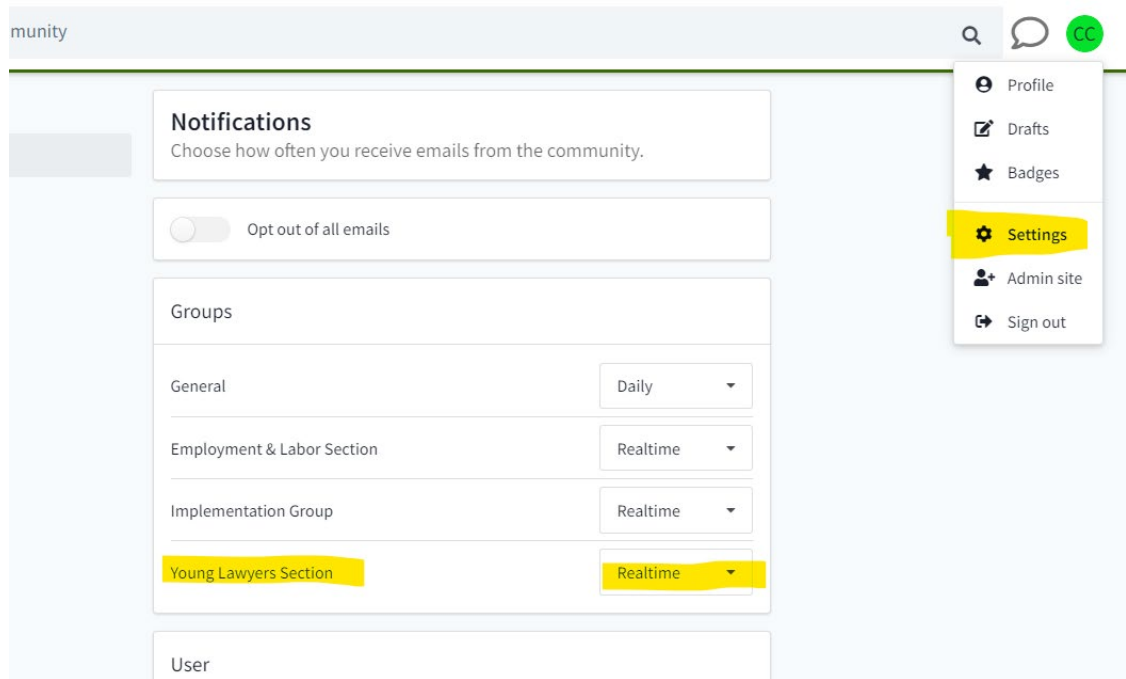 munity
CC
Profile
Drafts
Badges
Settings
Admin site
Sign out
Notifications
Choose how often you receive emails from the community.
Opt out of all emails
Groups
General Daily
Employment & Labor Section Realtime
Implementation Group Realtime
Young Lawyers Section Realtime
User